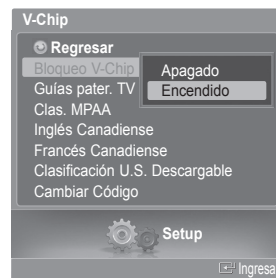 V-Chip
Regresar
Bloqueo V-Chip
Apagado
Guías pater. TV
Encendido
Clas. MPAA
Inglés Canadiense
Francés Canadiense
Clasificación U.S. Descargable
Cambiar Código
Setup
Ingresa